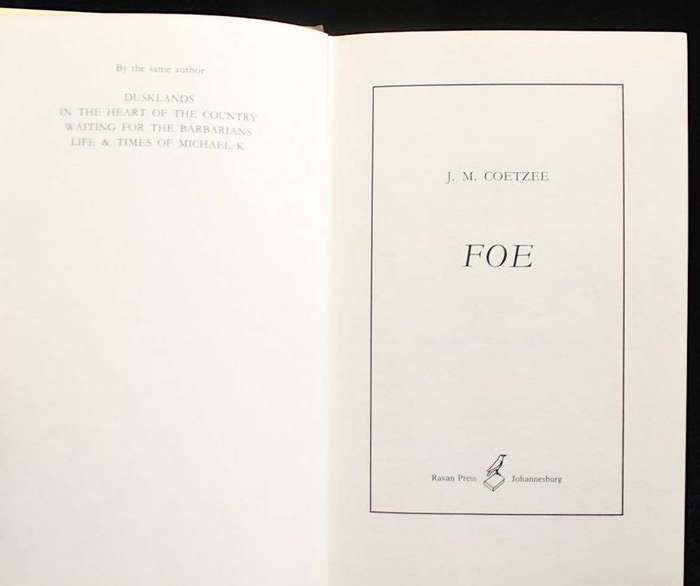 By the same author
DUSKLANDS
IN THE HEART OF THE COUNTRY
WAITING FOR THE BARBARIANS
LIFE & TIMES OF MICHAEL K
J. M. COETZEE
FOE
Ravan Press Johannesburg